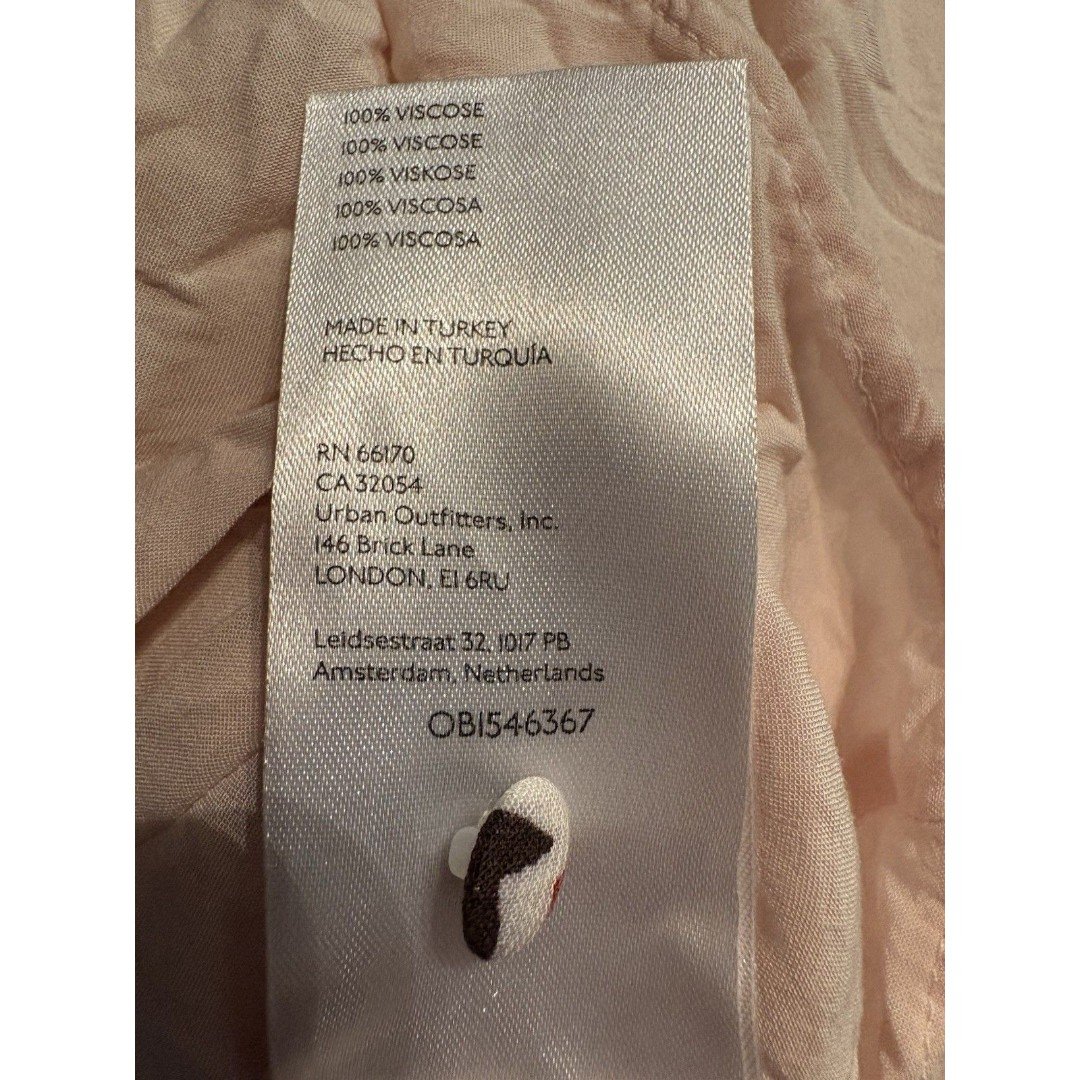 100% VISCOSE
100% VISCOSE
100% VISKOSE
100% VISCOSA
100% VISCOSA
MADE IN TURKEY
HECHO EN TURQUÍA
RN 66170
CA 32054
Urban Outfitters, Inc.
146 Brick Lane
LONDON, E1 6RU
Leidsestraat 32, 1017 PB
Amsterdam, Netherlands
OB1546367